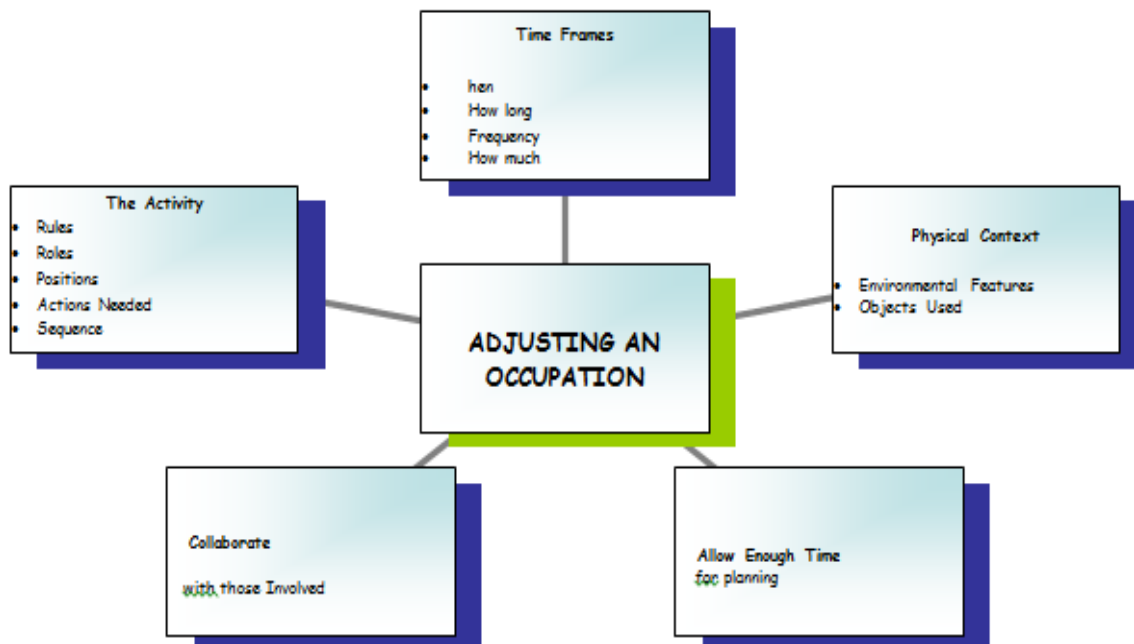 Time Frames
• hen
• How long
• Frequency
• How much
The Activity
• Rules
• Roles
• Positions
• Actions Needed
• Sequence
Physical Context
• Environmental Features
• Objects Used
ADJUSTING AN
OCCUPATION
Collaborate
with those Involved
Allow Enough Time
for planning